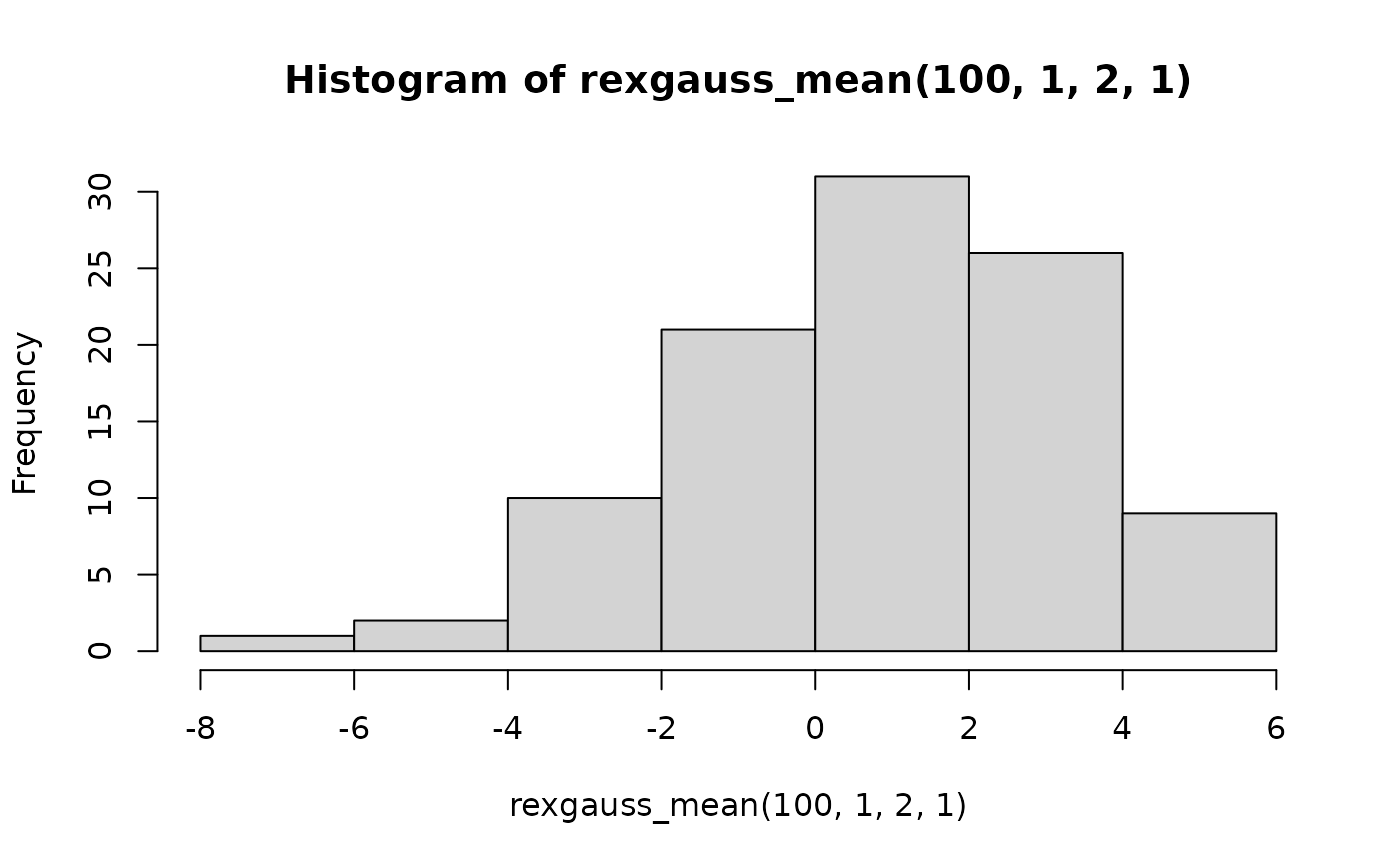 Histogram of rexgauss_mean(100, 1, 2, 1)
Frequency
30
25
20
15
10
5
0
-8 -6 -4 -2 0 2 4 6
rexgauss_mean(100, 1, 2, 1)